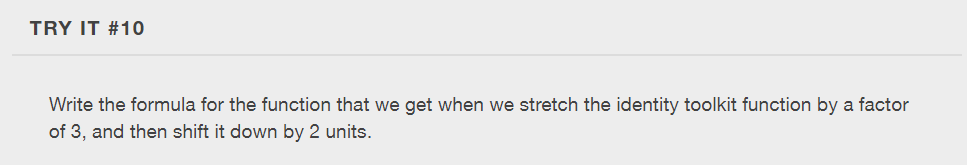 TRY IT #10
Write the formula for the function that we get when we stretch the identity toolkit function by a factor
of 3, and then shift it down by 2 units.